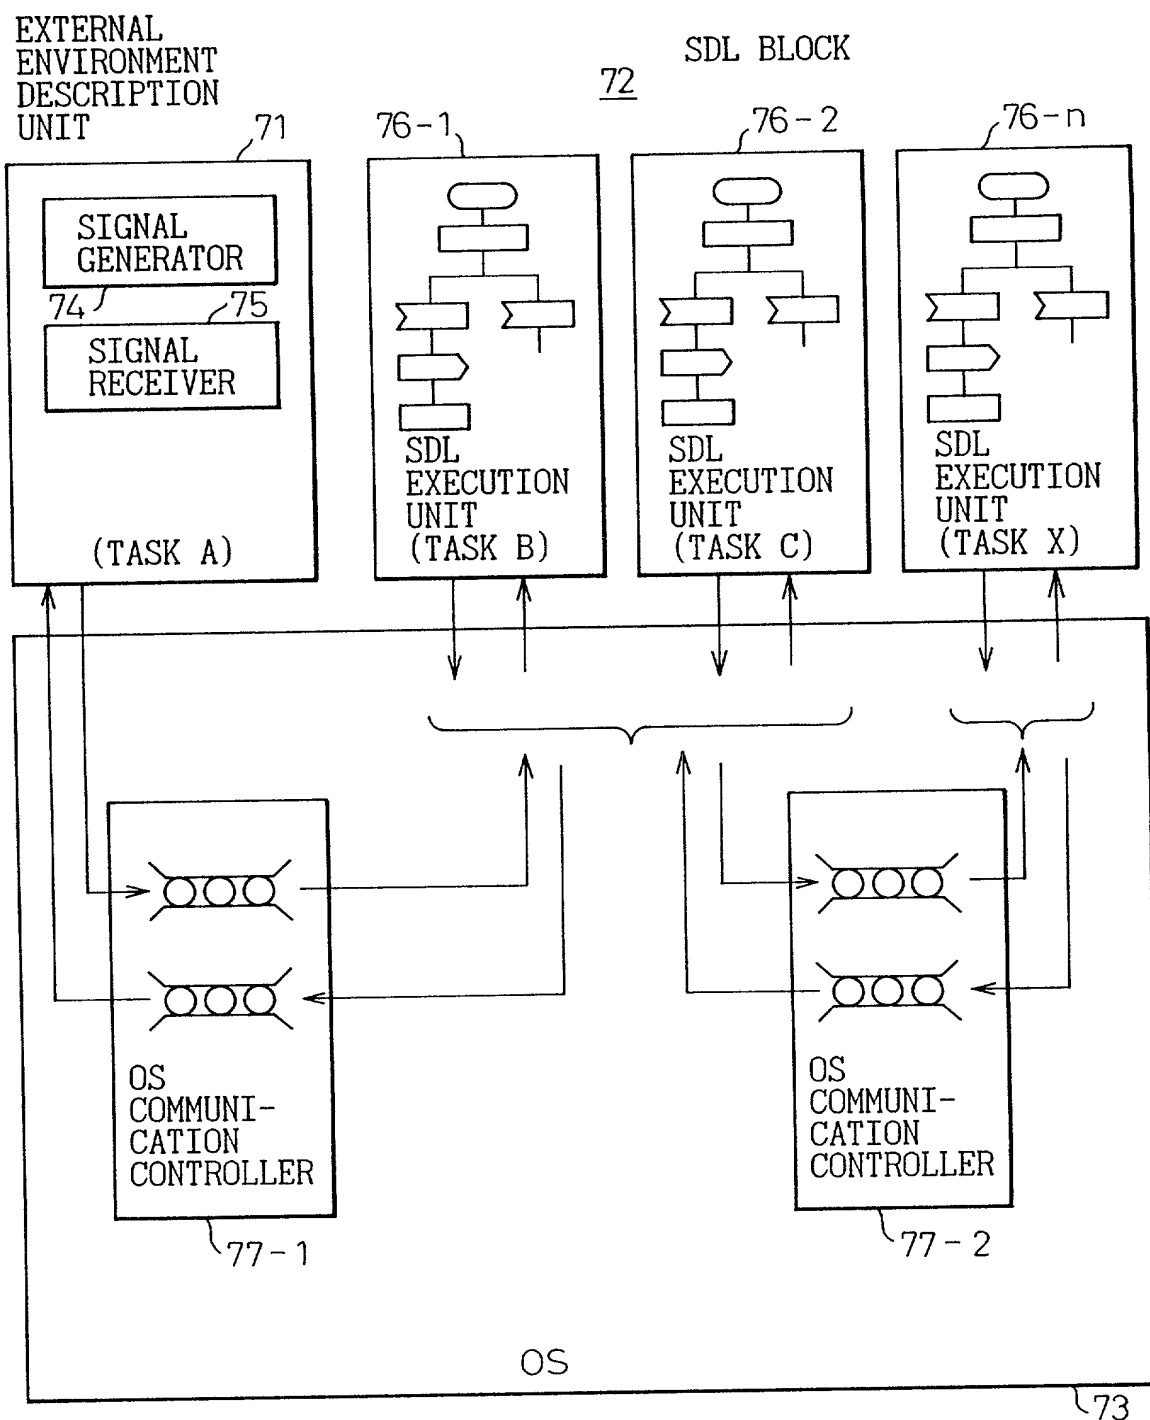 EXTERNAL
ENVIRONMENT
DESCRIPTION
UNIT
SDL BLOCK
72
71
76-1
76-2
76-n
SIGNAL
GENERATOR
74
75
SIGNAL
RECEIVER
(TASK A)
SDL
EXECUTION
UNIT
(TASK B)
SDL
EXECUTION
UNIT
(TASK C)
SDL
EXECUTION
UNIT
(TASK X)
OS
COMMUNI-
CATION
CONTROLLER
77-1
OS
COMMUNI-
CATION
CONTROLLER
77-2
OS
73